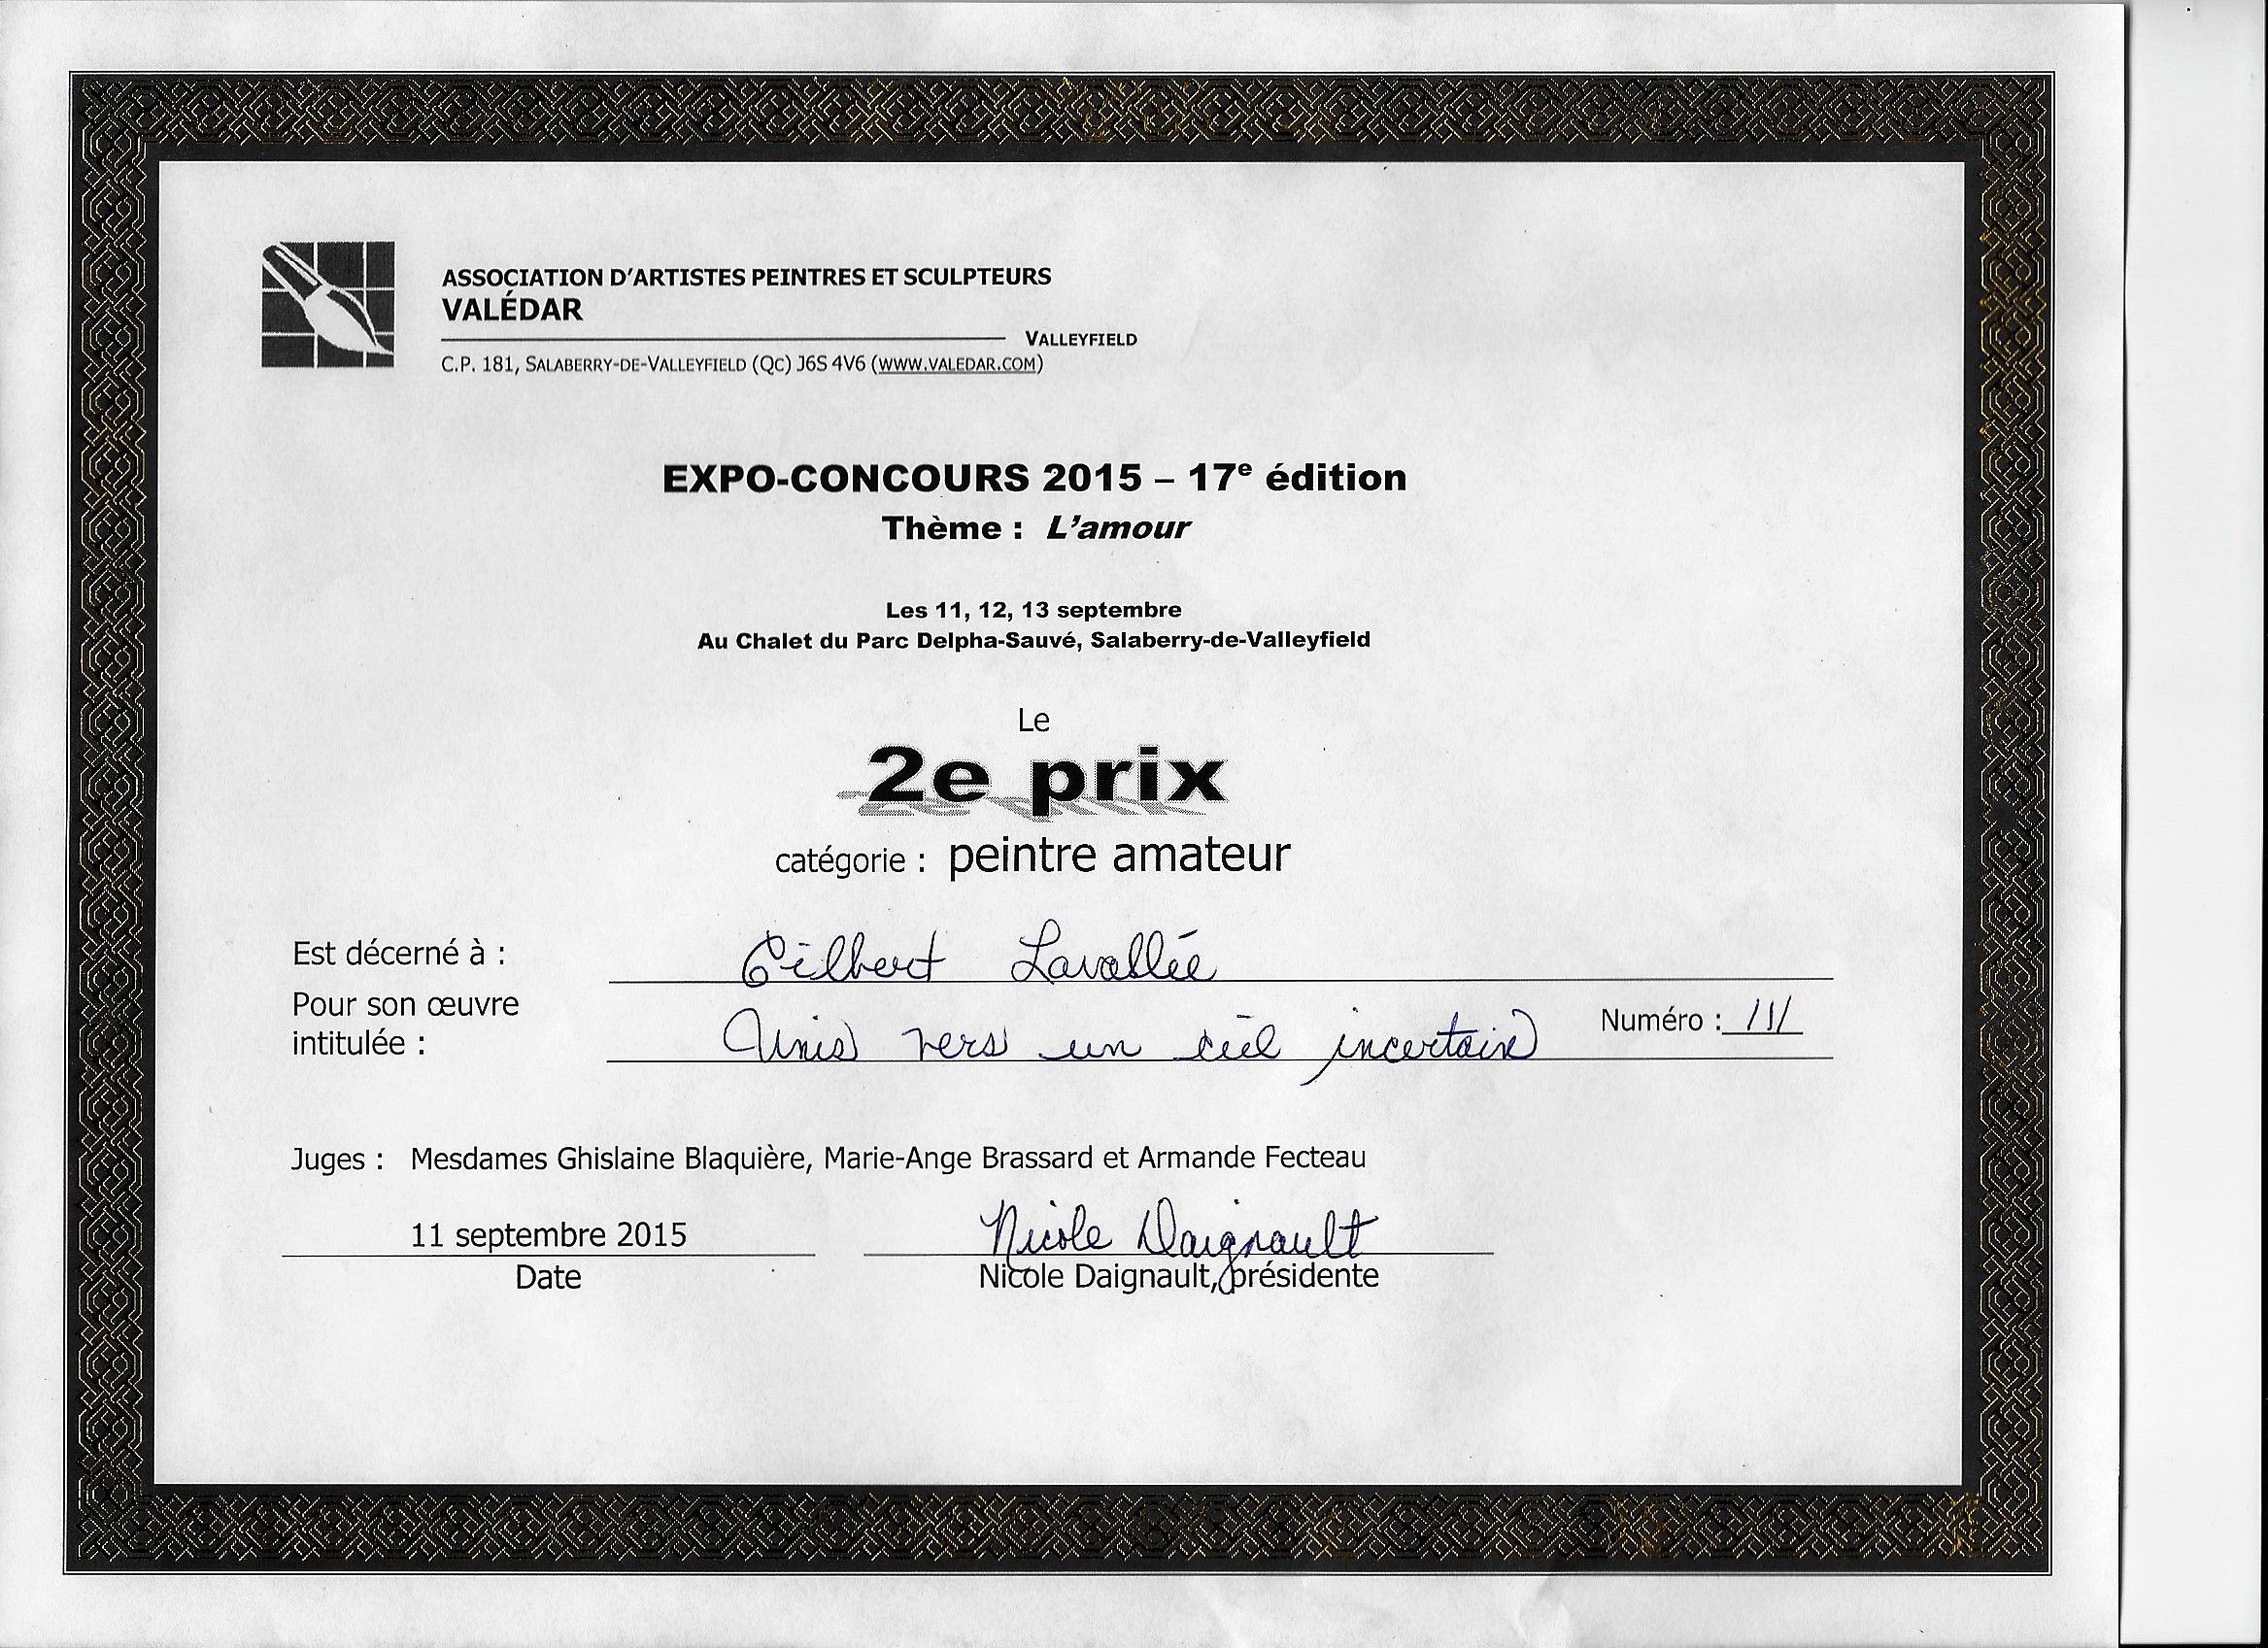 ASSOCIATION D'ARTISTES PEINTRES ET SCULPTEURS
VALÉDAR
VALLEYFIELD
C.P. 181, SALABERRY-DE-VALLEYFIELD (QC) J6S 4V6 (WWW.VALEDAR.COM)
EXPO-CONCOURS 2015 – 17e édition
Thème : L'amour
Les 11, 12, 13 septembre
Au Chalet du Parc Delpha-Sauvé, Salaberry-de-Valleyfield
Le
2e prix
catégorie : peintre amateur
Est décerné à : Gilbert Lavallée
Pour son œuvre
intitulée : Unis vers un ciel incertain Numéro : 111
Juges : Mesdames Ghislaine Blaquière, Marie-Ange Brassard et Armande Fecteau
11 septembre 2015 Nicole Daignault
Date Nicole Daignault, présidente